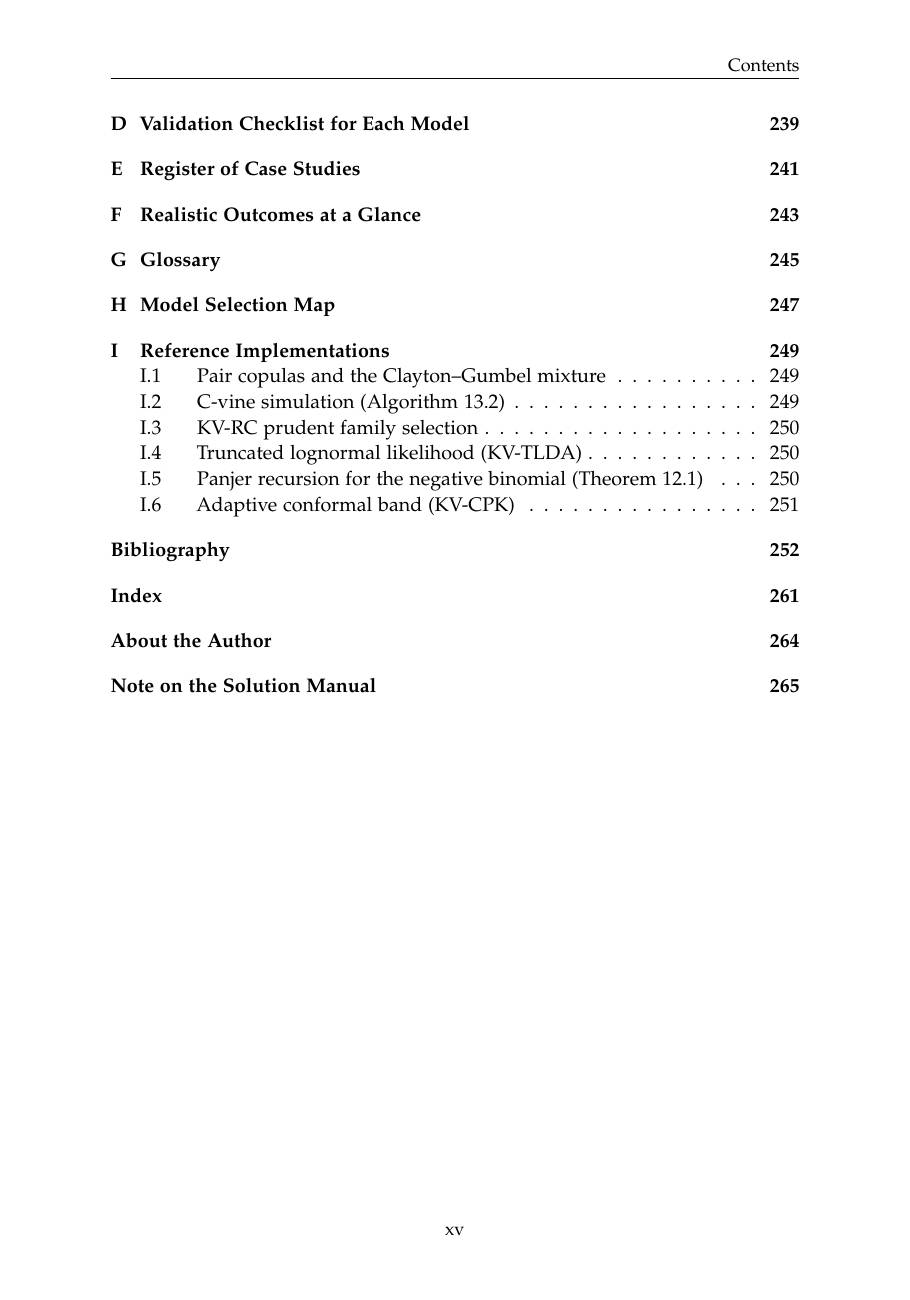 Contents
D Validation Checklist for Each Model 239
E Register of Case Studies 241
F Realistic Outcomes at a Glance 243
G Glossary 245
H Model Selection Map 247
I Reference Implementations 249
I.1 Pair copulas and the Clayton–Gumbel mixture . . . . . . . . . . 249
I.2 C-vine simulation (Algorithm 13.2) . . . . . . . . . . . . . . . . . 249
I.3 KV-RC prudent family selection . . . . . . . . . . . . . . . . . . . 250
I.4 Truncated lognormal likelihood (KV-TLDA) . . . . . . . . . . . . 250
I.5 Panjer recursion for the negative binomial (Theorem 12.1) . . . 250
I.6 Adaptive conformal band (KV-CPK) . . . . . . . . . . . . . . . . 251
Bibliography 252
Index 261
About the Author 264
Note on the Solution Manual 265
xv